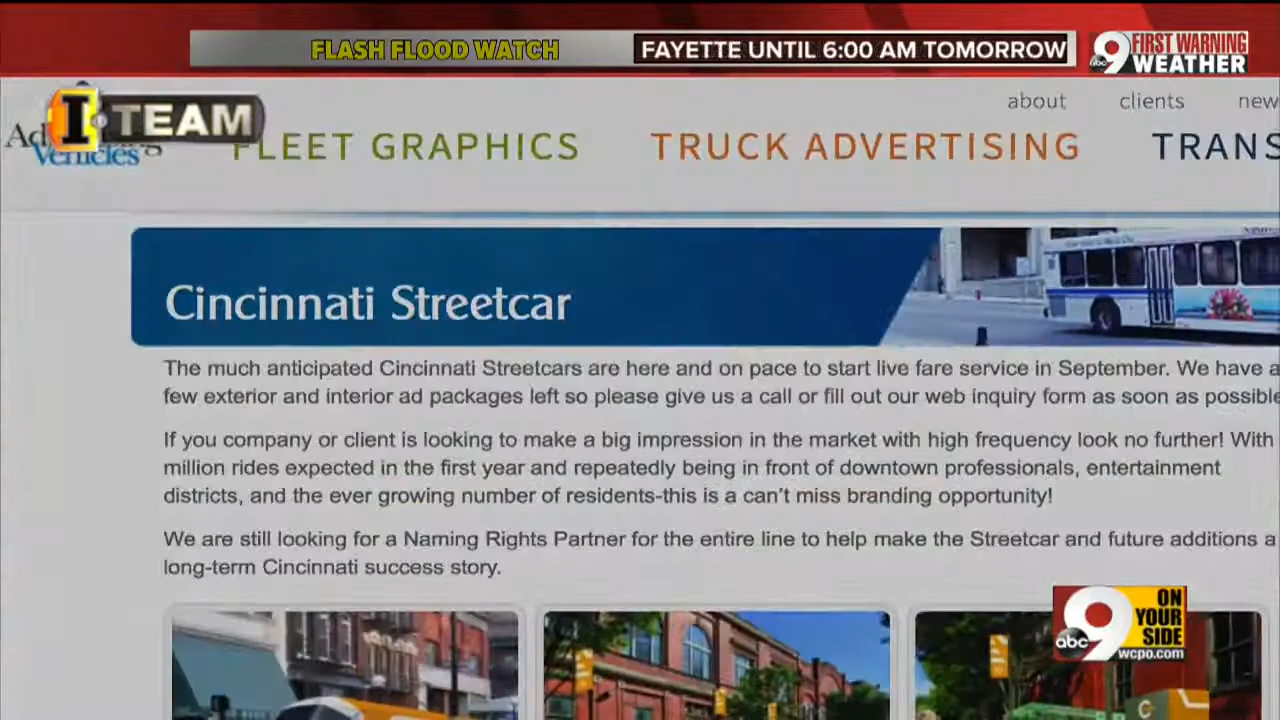 FLASH FLOOD WATCH
FAYETTE UNTIL 6:00 AM TOMORROW
abc 9 FIRST WARNING
WEATHER
about clients new
I TEAM
Vehicles
FLEET GRAPHICS TRUCK ADVERTISING TRANS
Cincinnati Streetcar
The much anticipated Cincinnati Streetcars are here and on pace to start live fare service in September. We have a
few exterior and interior ad packages left so please give us a call or fill out our web inquiry form as soon as possible
If you company or client is looking to make a big impression in the market with high frequency look no further! With
million rides expected in the first year and repeatedly being in front of downtown professionals, entertainment
districts, and the ever growing number of residents-this is a can't miss branding opportunity!
We are still looking for a Naming Rights Partner for the entire line to help make the Streetcar and future additions a
long-term Cincinnati success story.
abc 9
ON
YOUR
SIDE
wcpo.com